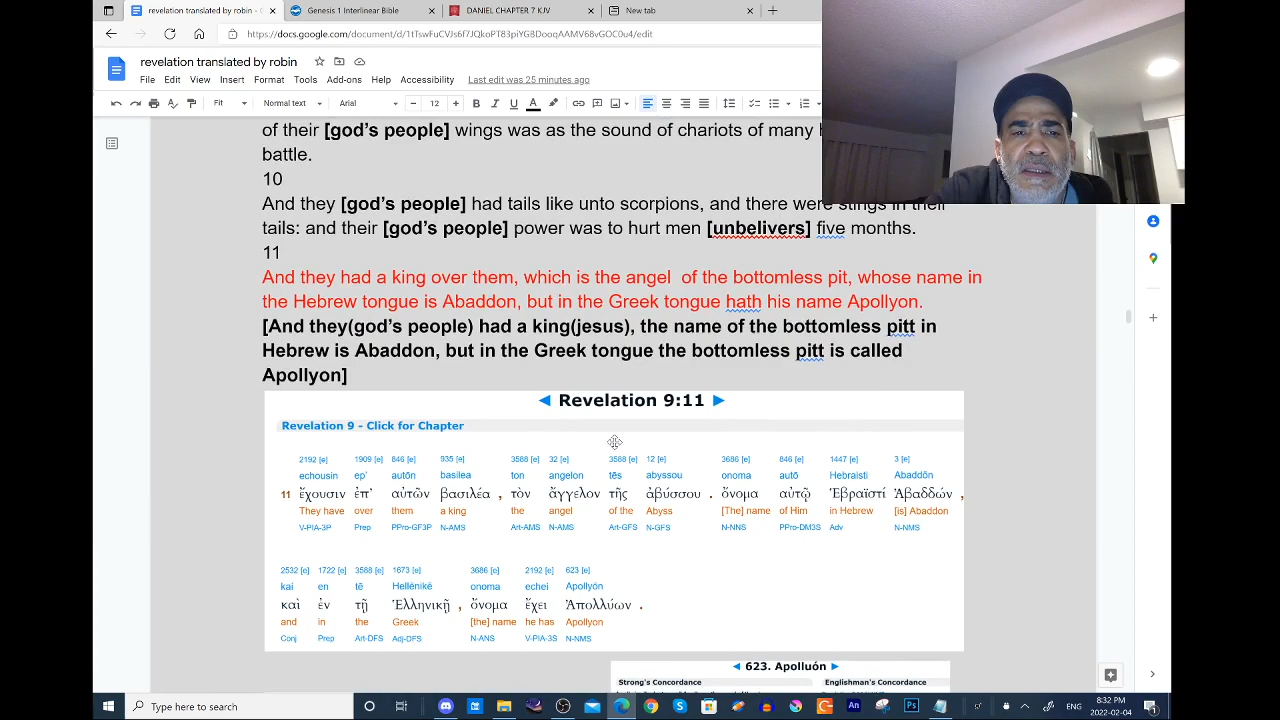 revelation translated by robin - G
Genesis 1 Interlinear Bible
DANIEL CHAPTER 7 KJV
New tab
revelation translated by robin
File Edit View Insert Format Tools Add-ons Help Accessibility Last edit was 25 minutes ago
Fit Normal text Arial 12
of their [god's people] wings was as the sound of chariots of many
battle.
10
And they [god's people] had tails like unto scorpions, and there were stings in their
tails: and their [god's people] power was to hurt men [unbelivers] five months.
11
And they had a king over them, which is the angel of the bottomless pit, whose name in
the Hebrew tongue is Abaddon, but in the Greek tongue hath his name Apollyon.
[And they(god's people) had a king(jesus), the name of the bottomless pitt in
Hebrew is Abaddon, but in the Greek tongue the bottomless pitt is called
Apollyon]
◄ Revelation 9:11 ►
Revelation 9 - Click for Chapter
2192 [e] 1909 [e] 846 [e] 935 [e] 3588 [e] 32 [e] 3588 [e] 12 [e] 3686 [e] 846 [e] 1447 [e] 3 [e]
echousin ep' autōn basilea ton angelon tēs abyssou onoma autō Hebraisti Abaddōn
11 ἔχουσιν ἐπ' αὐτῶν βασιλέα , τὸν ἄγγελον τῆς ἀβύσσου . ὄνομα αὐτῷ Ἑβραϊστί Ἀβαδδών ,
They have over them a king the angel of the Abyss [The] name of Him in Hebrew [is] Abaddon
V-PIA-3P Prep PPro-GF3P N-AMS Art-AMS N-AMS Art-GFS N-GFS N-NNS PPro-DM3S Adv N-NMS
2532 [e] 1722 [e] 3588 [e] 1673 [e] 3686 [e] 2192 [e] 623 [e]
kai en tē Hellēnikē onoma echei Apollyōn
καὶ ἐν τῇ Ἑλληνικῇ , ὄνομα ἔχει Ἀπολλύων .
and in the Greek [the] name he has Apollyon
Conj Prep Art-DFS Adj-DFS N-ANS V-PIA-3S N-NMS
◄ 623. Apolluón ►
Strong's Concordance
Englishman's Concordance
Type here to search
ENG
8:32 PM
2022-02-04